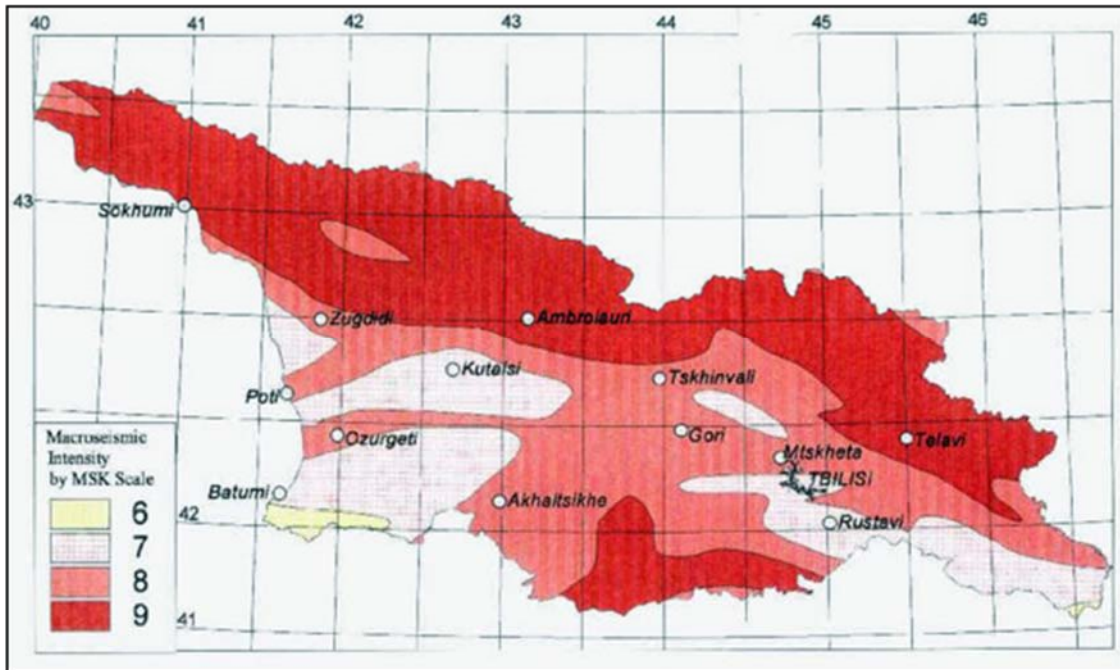 40 41 42 43 44 45 46
43
Sokhumi
Zugdidi
Ambrolauri
Kutaisi
Tskhinvali
Poti
Ozurgeti
Gori
Telavi
Mtskheta
TBILISI
Batumi
Akhaltsikhe
Rustavi
42
41
Macroseismic
Intensity
by MSK Scale
6
7
8
9